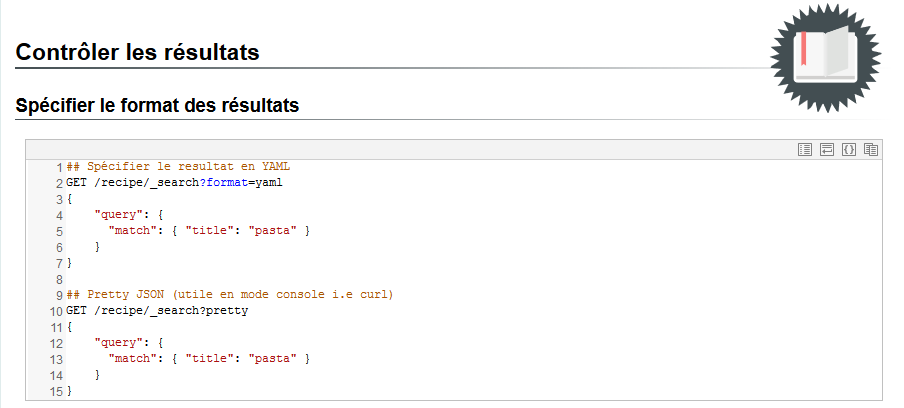 Contrôler les résultats
Spécifier le format des résultats
1 ## Spécifier le resultat en YAML
2 GET /recipe/_search?format=yaml
3 {
4     "query": {
5       "match": { "title": "pasta" }
6     }
7 }
8
9 ## Pretty JSON (utile en mode console i.e curl)
10 GET /recipe/_search?pretty
11 {
12     "query": {
13       "match": { "title": "pasta" }
14     }
15 }